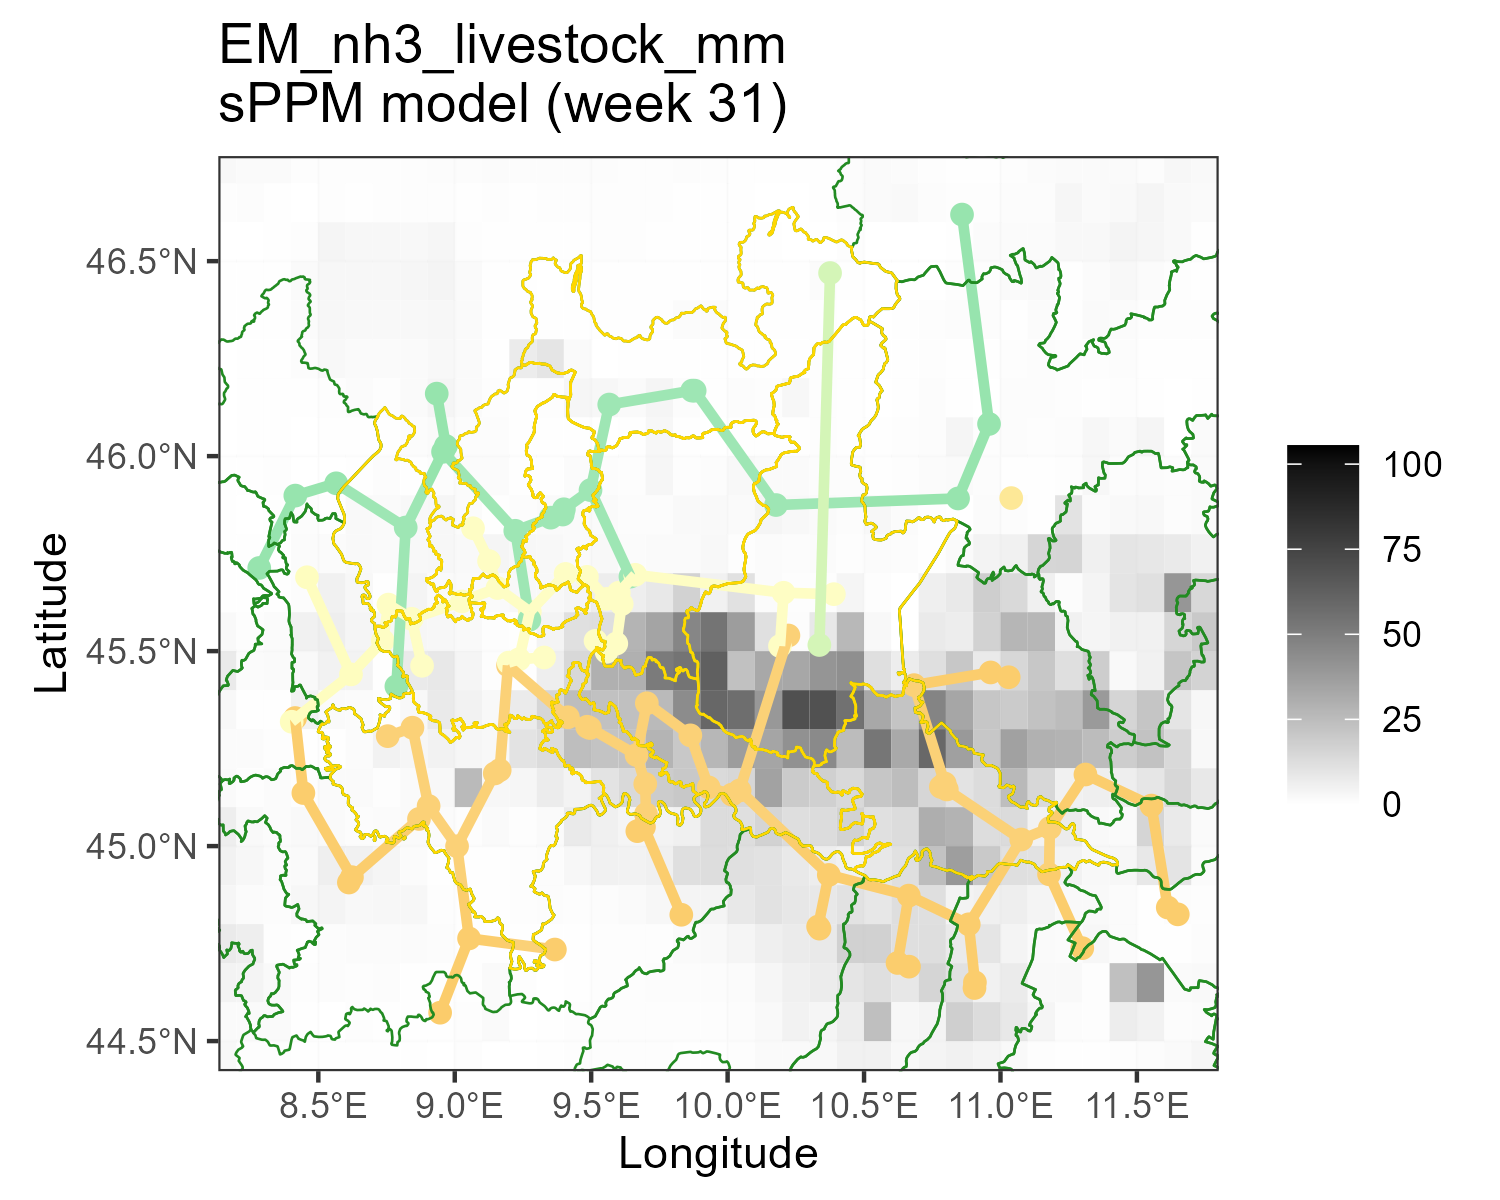 EM_nh3_livestock_mm
sPPM model (week 31)
46.5°N
46.0°N
45.5°N
45.0°N
44.5°N
Latitude
8.5°E
9.0°E
9.5°E
10.0°E
10.5°E
11.0°E
11.5°E
Longitude
100
75
50
25
0